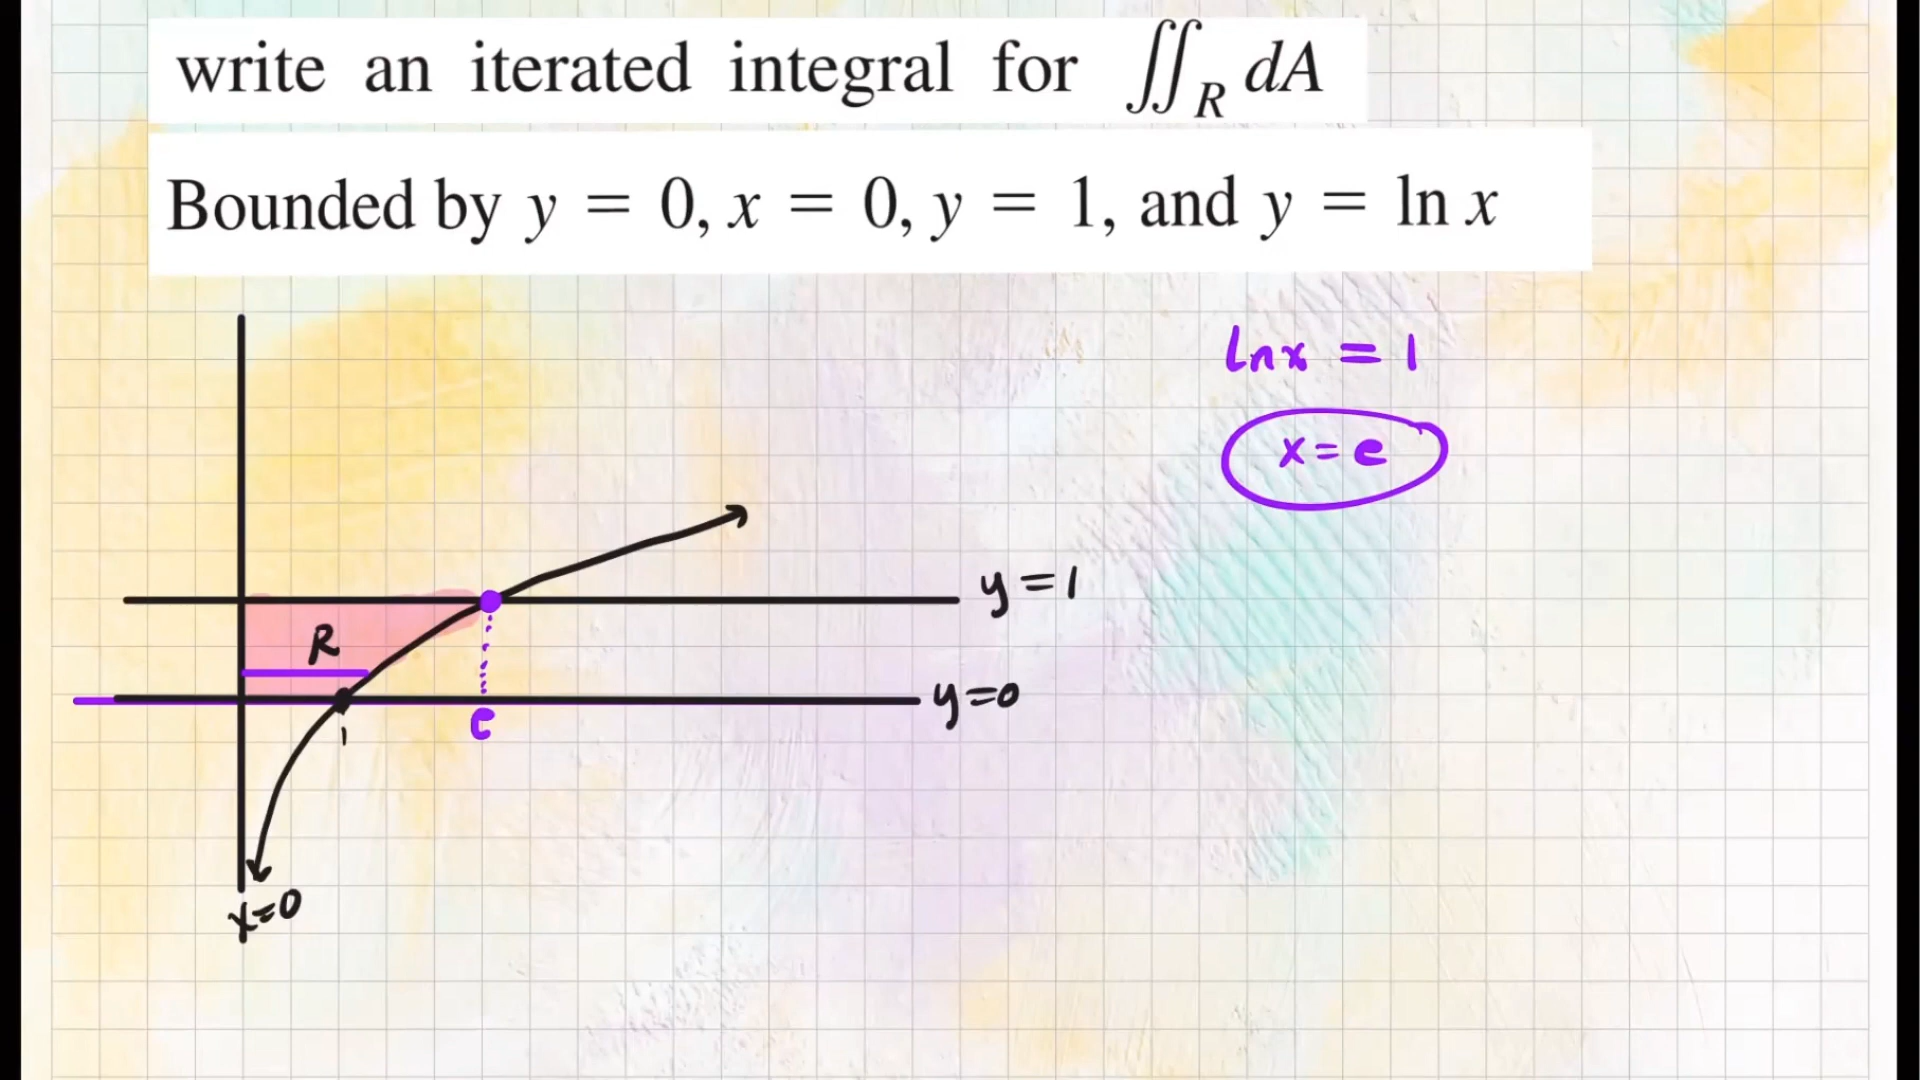 write an iterated integral for ∬_R dA
Bounded by y = 0, x = 0, y = 1, and y = ln x
ln x = 1
x = e
y = 1
R
y=0
1
e
x=0